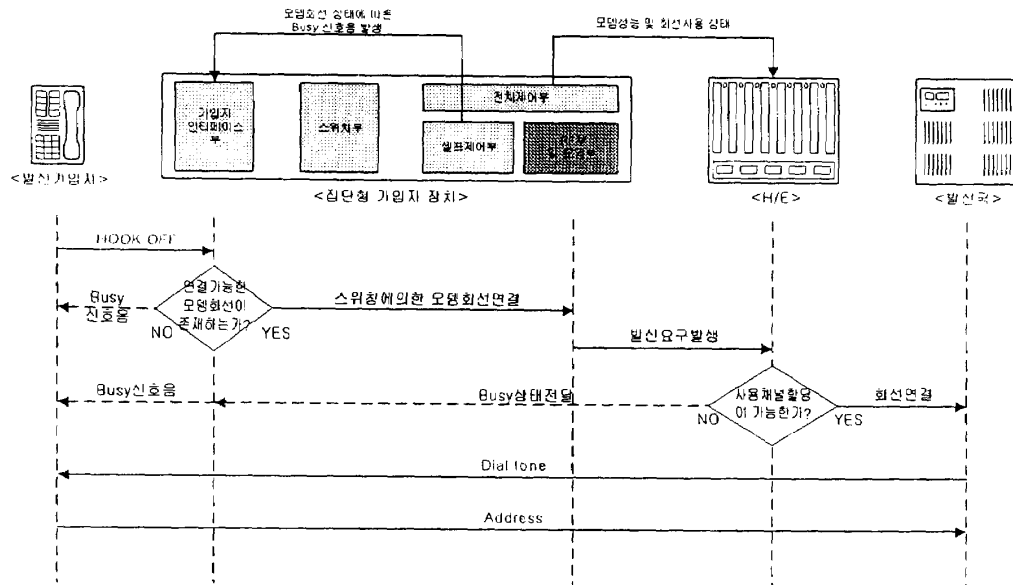 모뎀회선 상태에 따른
Busy 신호음 발생
모뎀성능 및 회선사용 상태
가입자
인터페이스
부
스위치부
전치제어부
셀프제어부
<발신가입자>
<집단형 가입자 장치>
<H/E>
<발신국>
HOOK OFF
연결가능한
모뎀회선이
존재하는가?
Busy
신호음
NO
YES
스위칭에의한 모뎀회선연결
발신요구발생
Busy신호음
Busy상태전달
사용채널할당
이 가능한가?
NO
YES
회선연결
Dial tone
Address